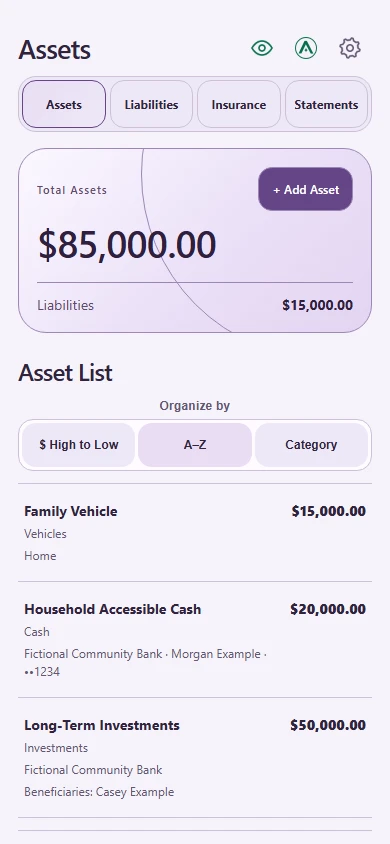 Assets
Assets
Liabilities
Insurance
Statements
Total Assets
+ Add Asset
$85,000.00
Liabilities
$15,000.00
Asset List
Organize by
$ High to Low
A–Z
Category
Family Vehicle
$15,000.00
Vehicles
Home
Household Accessible Cash
$20,000.00
Cash
Fictional Community Bank · Morgan Example ·
••1234
Long-Term Investments
$50,000.00
Investments
Fictional Community Bank
Beneficiaries: Casey Example